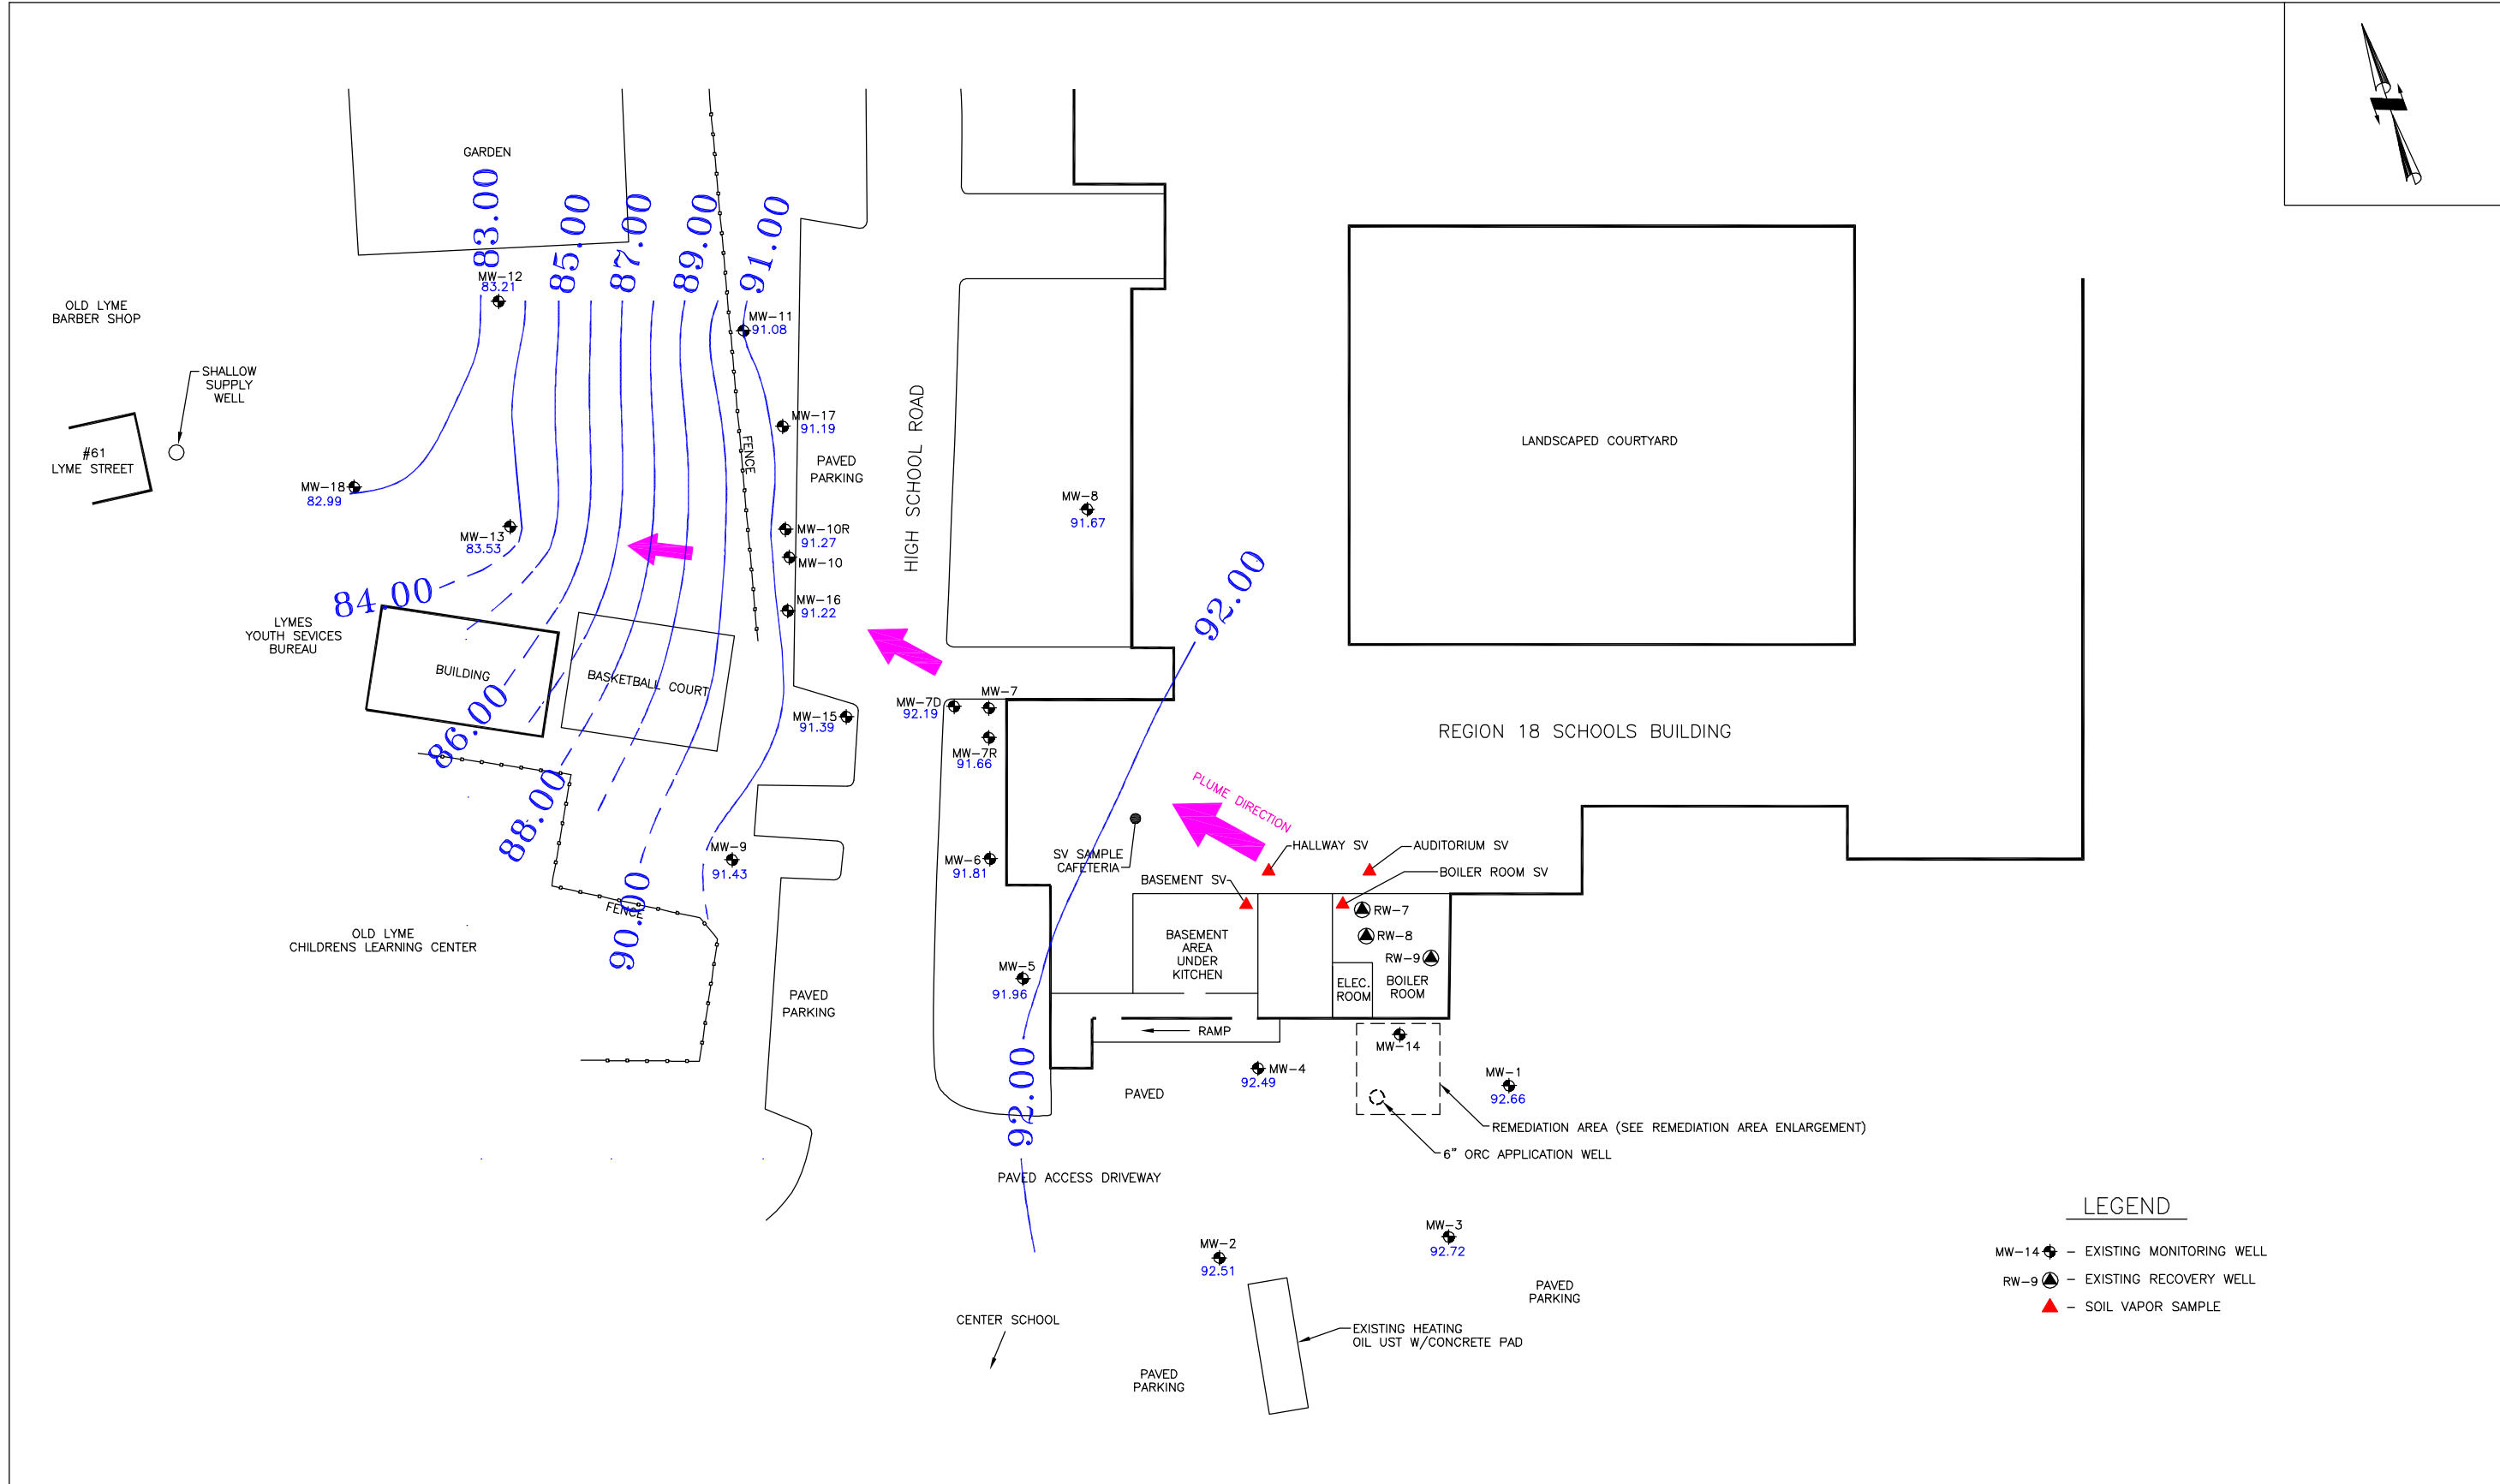 GARDEN
83.00
85.00
87.00
89.00
91.00
MW-12
83.21
OLD LYME
BARBER SHOP
MW-11
91.08
SHALLOW
SUPPLY
WELL
#61
LYME STREET
MW-18
82.99
MW-13
83.53
84.00
MW-17
91.19
FENCE
PAVED
PARKING
HIGH SCHOOL ROAD
MW-10R
91.27
MW-10
MW-16
91.22
MW-8
91.67
LANDSCAPED COURTYARD
92.00
LYMES
YOUTH SEVICES
BUREAU
BUILDING
BASKETBALL COURT
86.00
88.00
90.00
MW-15
91.39
MW-7D
92.19
MW-7
MW-7R
91.66
REGION 18 SCHOOLS BUILDING
PLUME DIRECTION
MW-9
91.43
MW-6
91.81
SV SAMPLE
CAFETERIA
HALLWAY SV
AUDITORIUM SV
BASEMENT SV
BOILER ROOM SV
RW-7
RW-8
RW-9
FENCE
OLD LYME
CHILDRENS LEARNING CENTER
BASEMENT
AREA
UNDER
KITCHEN
ELEC.
ROOM
BOILER
ROOM
MW-5
91.96
PAVED
PARKING
RAMP
MW-14
MW-4
92.49
MW-1
92.66
92.00
PAVED
REMEDIATION AREA (SEE REMEDIATION AREA ENLARGEMENT)
6" ORC APPLICATION WELL
PAVED ACCESS DRIVEWAY
MW-2
92.51
MW-3
92.72
PAVED
PARKING
CENTER SCHOOL
EXISTING HEATING
OIL UST W/CONCRETE PAD
PAVED
PARKING
LEGEND
MW-14 - EXISTING MONITORING WELL
RW-9 - EXISTING RECOVERY WELL
- SOIL VAPOR SAMPLE